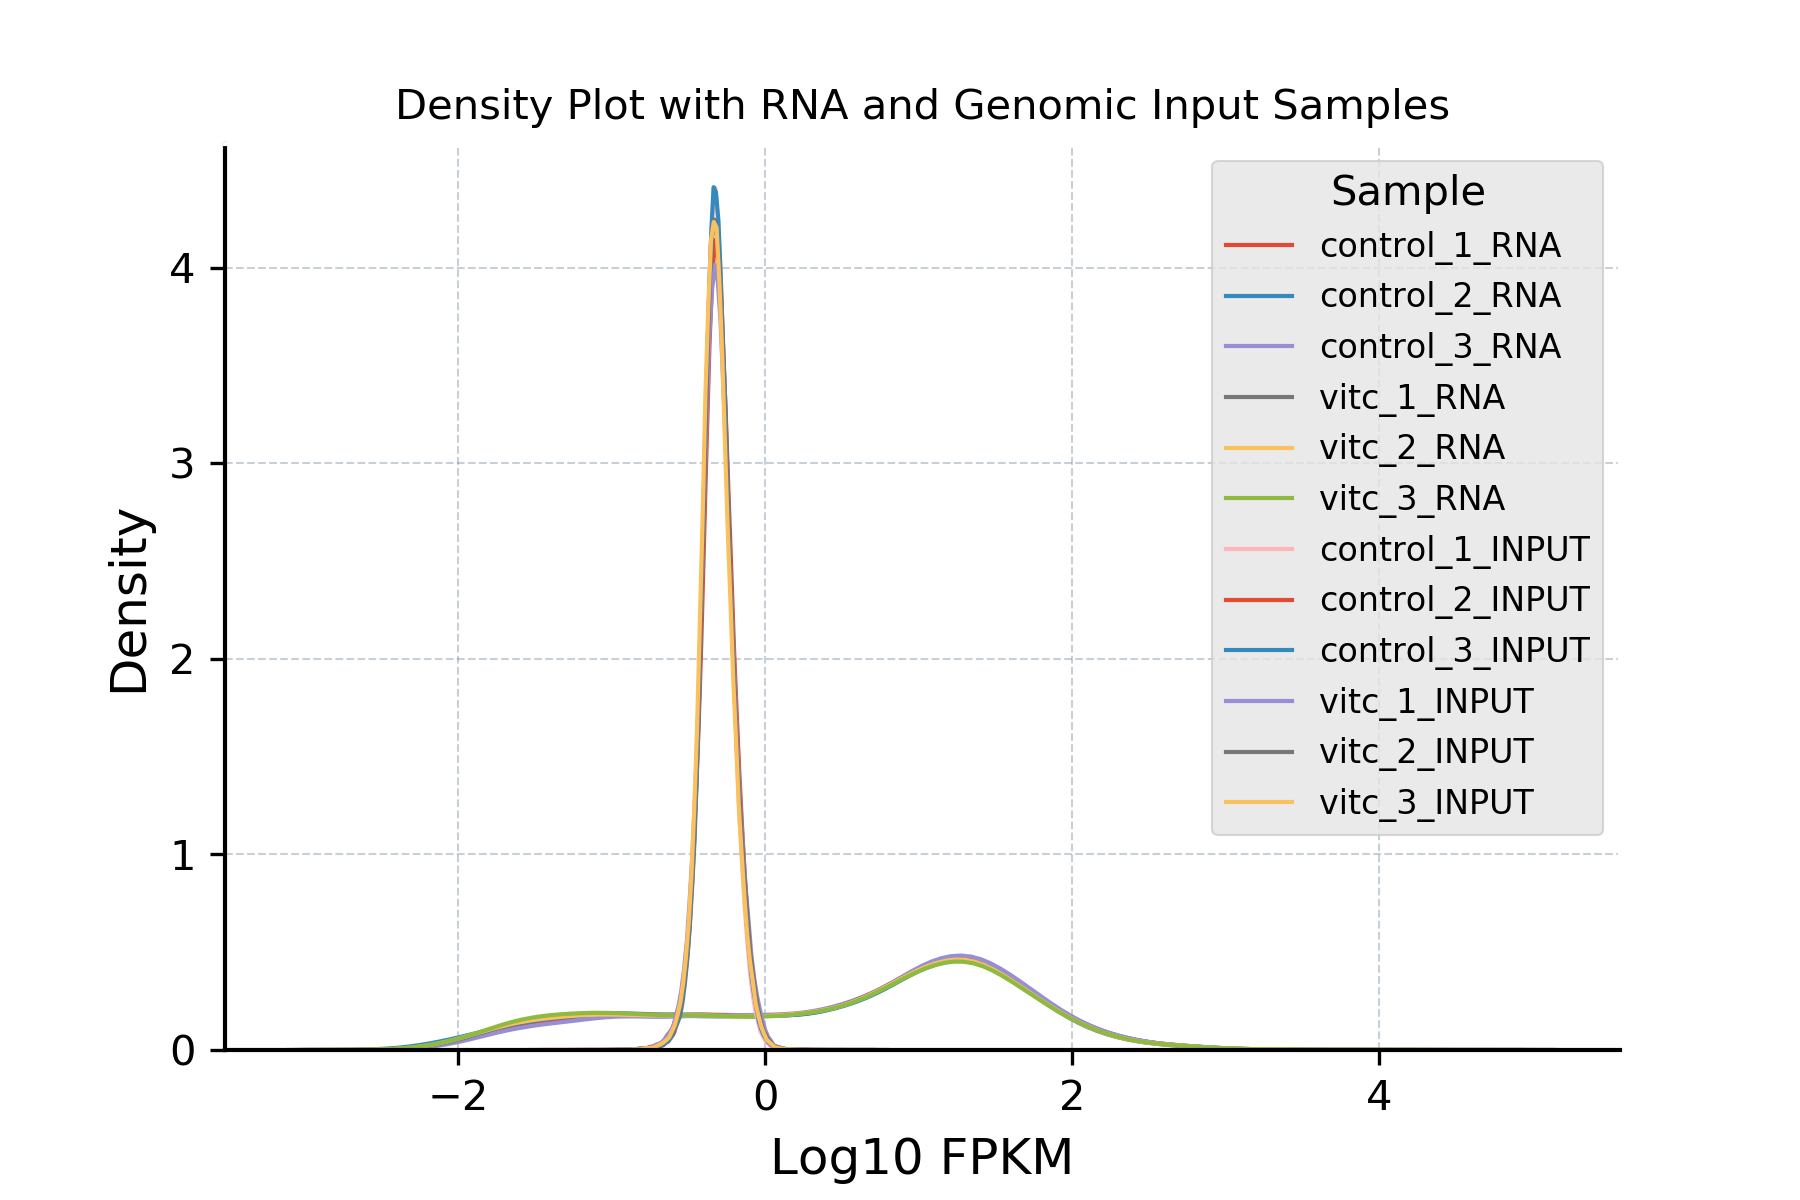 Density Plot with RNA and Genomic Input Samples
Sample
control_1_RNA
control_2_RNA
control_3_RNA
vitc_1_RNA
vitc_2_RNA
vitc_3_RNA
control_1_INPUT
control_2_INPUT
control_3_INPUT
vitc_1_INPUT
vitc_2_INPUT
vitc_3_INPUT
Density
4
3
2
1
0
−2 0 2 4
Log10 FPKM